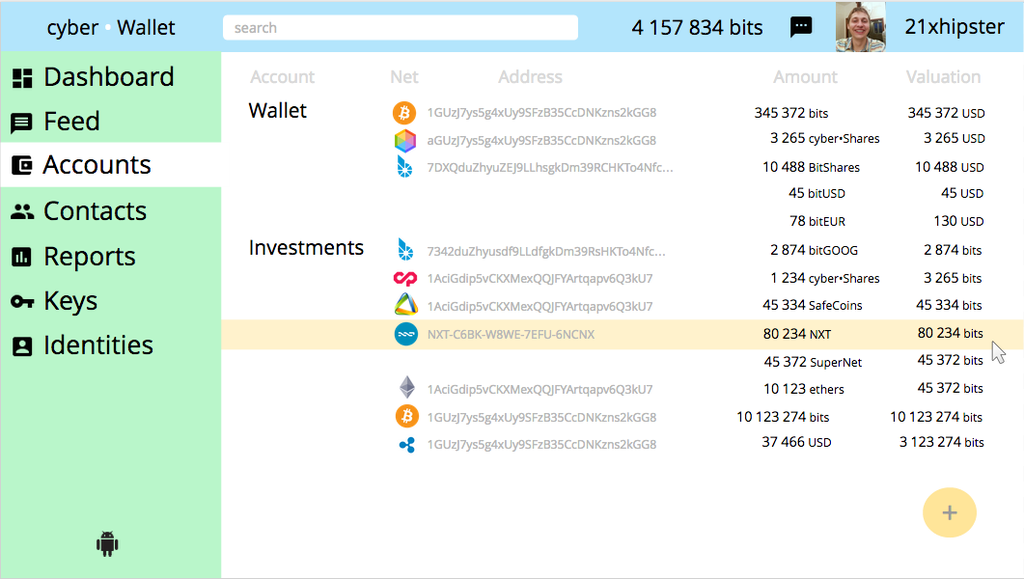 cyber • Wallet search 4 157 834 bits 21xhipster
Dashboard
Feed
Accounts
Contacts
Reports
Keys
Identities
Account Net Address Amount Valuation
Wallet 1GUzJ7ys5g4xUy9SFzB35CcDNKzns2kGG8 345 372 bits 345 372 USD
aGUzJ7ys5g4xUy9SFzB35CcDNKzns2kGG8 3 265 cyber•Shares 3 265 USD
7DXQduZhyuZEJ9LLhsgkDm39RCHKTo4Nfc... 10 488 BitShares 10 488 USD
45 bitUSD 45 USD
78 bitEUR 130 USD
Investments 7342duZhyusdf9LLdfgkDm39RsHKTo4Nfc... 2 874 bitGOOG 2 874 bits
1AciGdip5vCKXMexQQJFYArtqapv6Q3kU7 1 234 cyber•Shares 3 265 bits
1AciGdip5vCKXMexQQJFYArtqapv6Q3kU7 45 334 SafeCoins 45 334 bits
NXT-C6BK-W8WE-7EFU-6NCNX 80 234 NXT 80 234 bits
45 372 SuperNet 45 372 bits
1AciGdip5vCKXMexQQJFYArtqapv6Q3kU7 10 123 ethers 45 372 bits
1GUzJ7ys5g4xUy9SFzB35CcDNKzns2kGG8 10 123 274 bits 10 123 274 bits
1GUzJ7ys5g4xUy9SFzB35CcDNKzns2kGG8 37 466 USD 3 123 274 bits
+